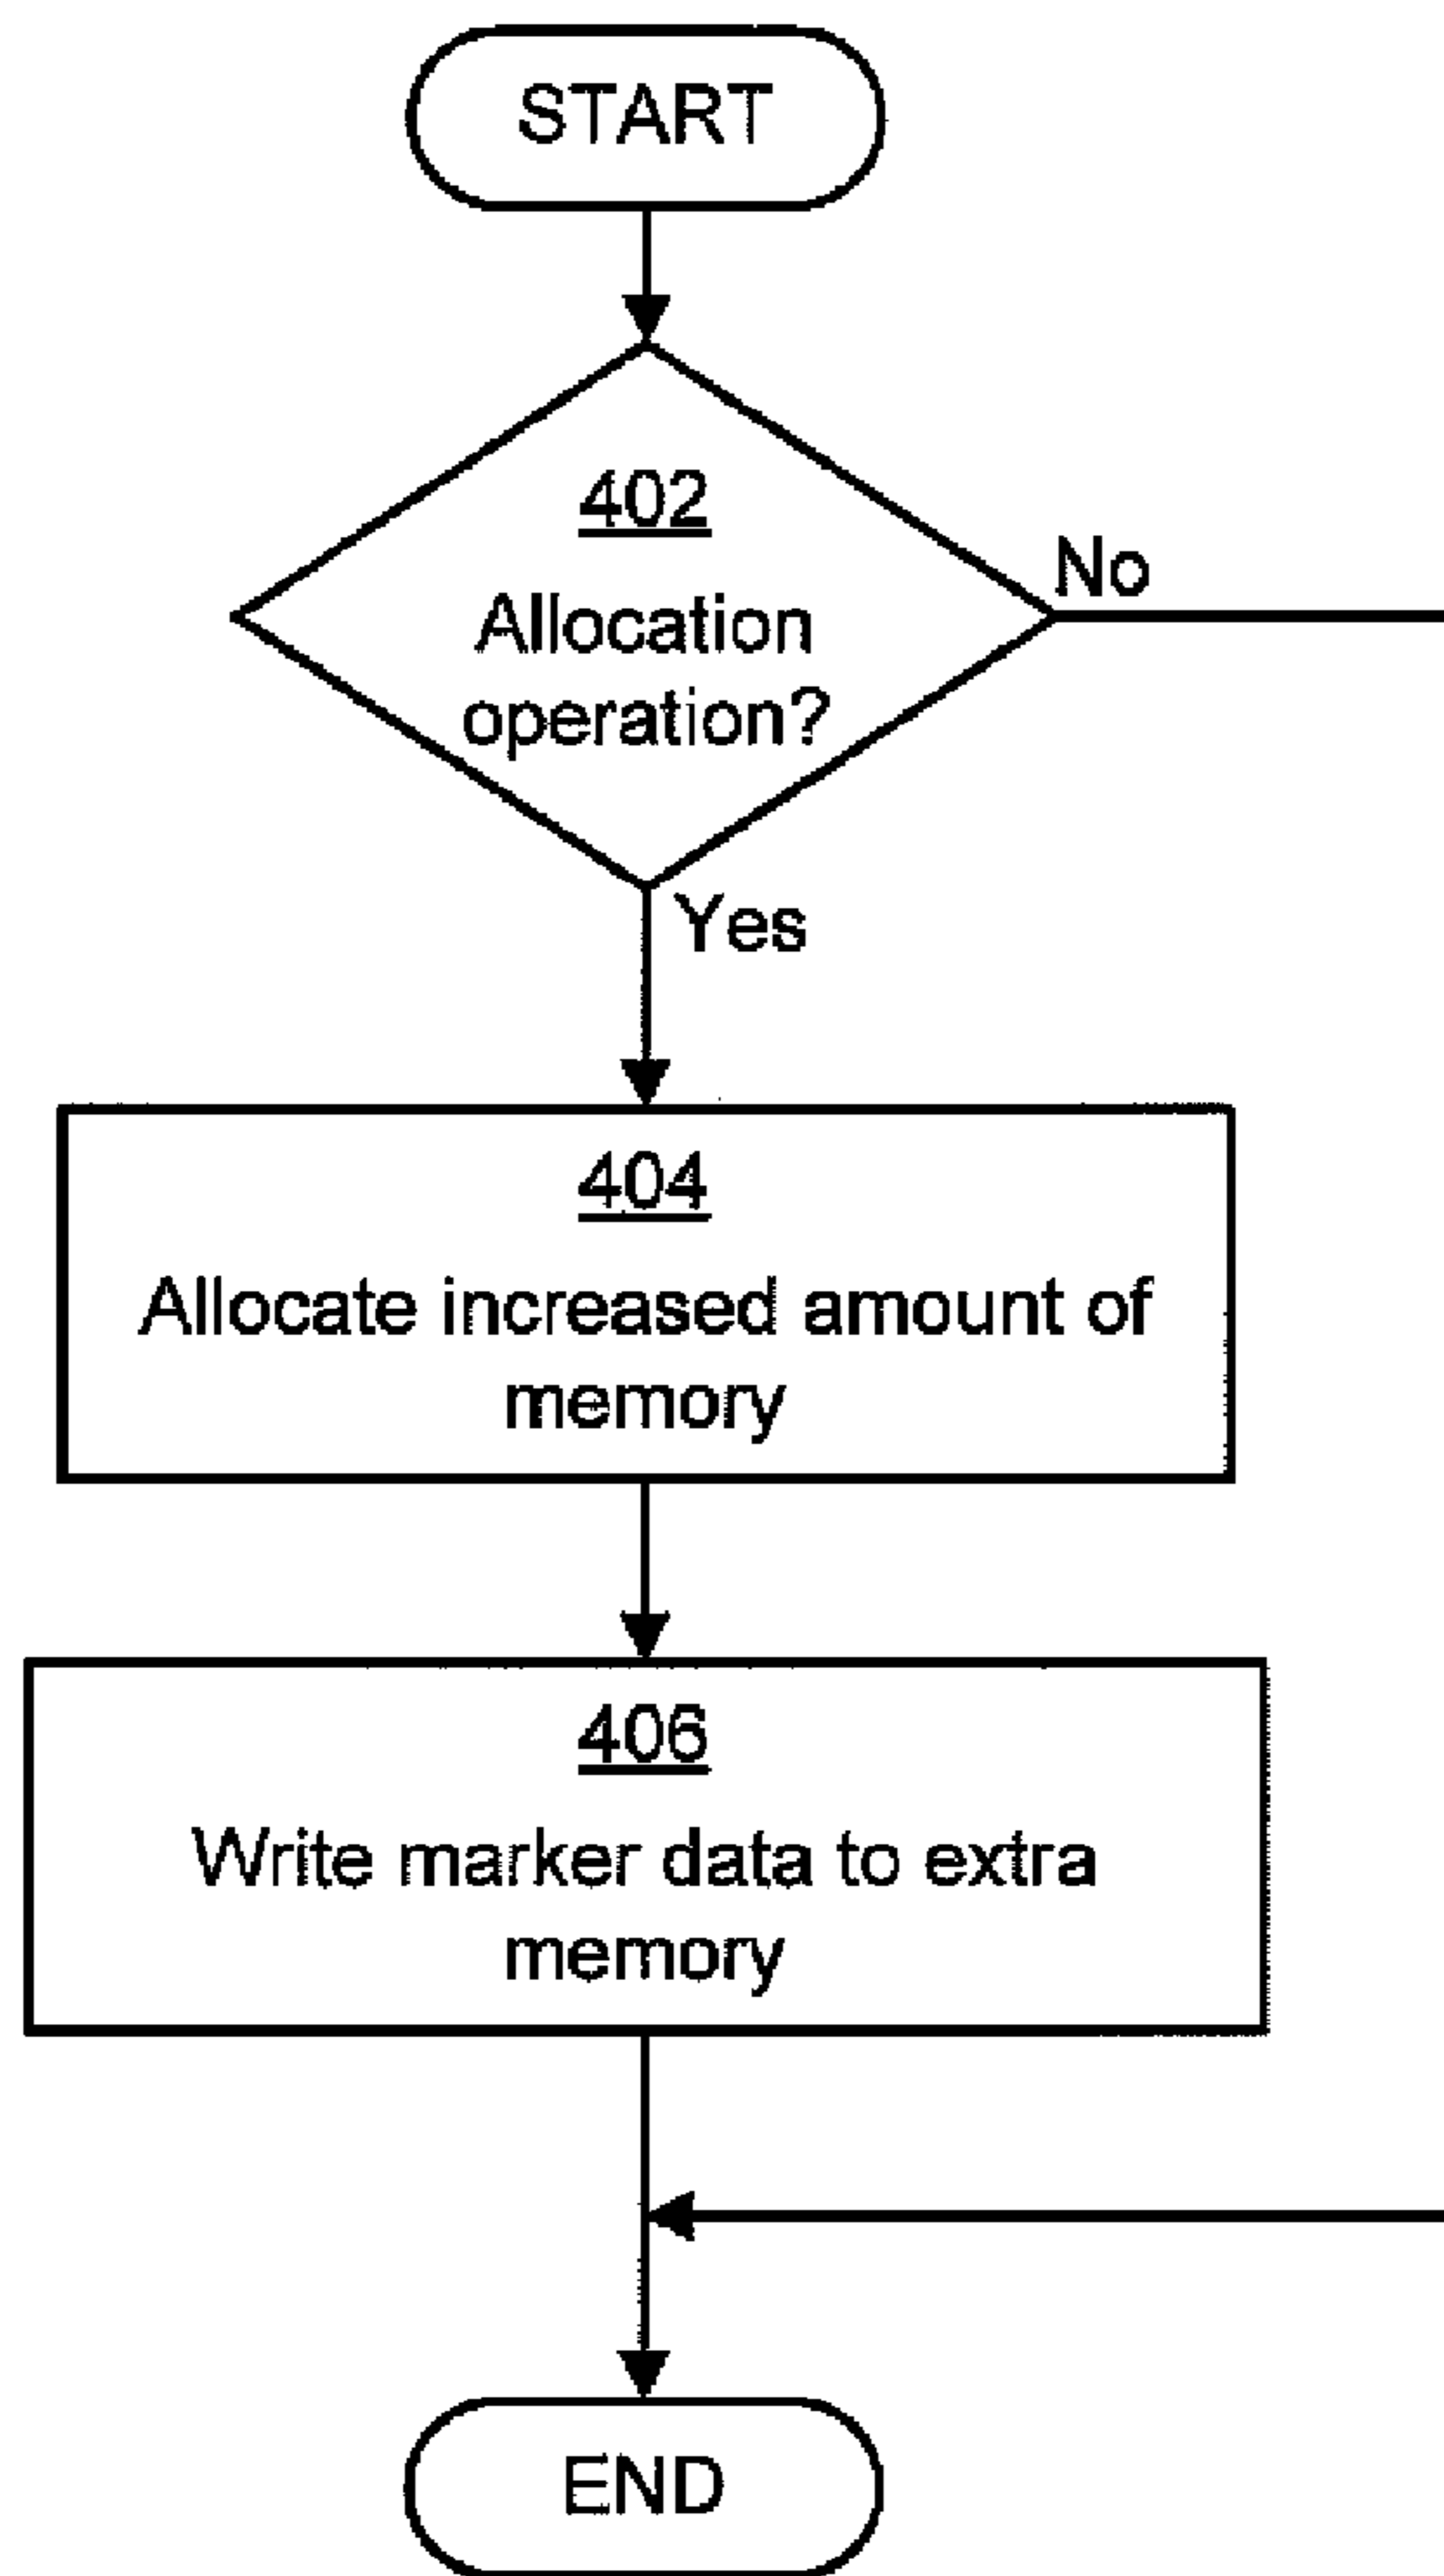 START
402
Allocation
operation?
No
Yes
404
Allocate increased amount of
memory
406
Write marker data to extra
memory
END